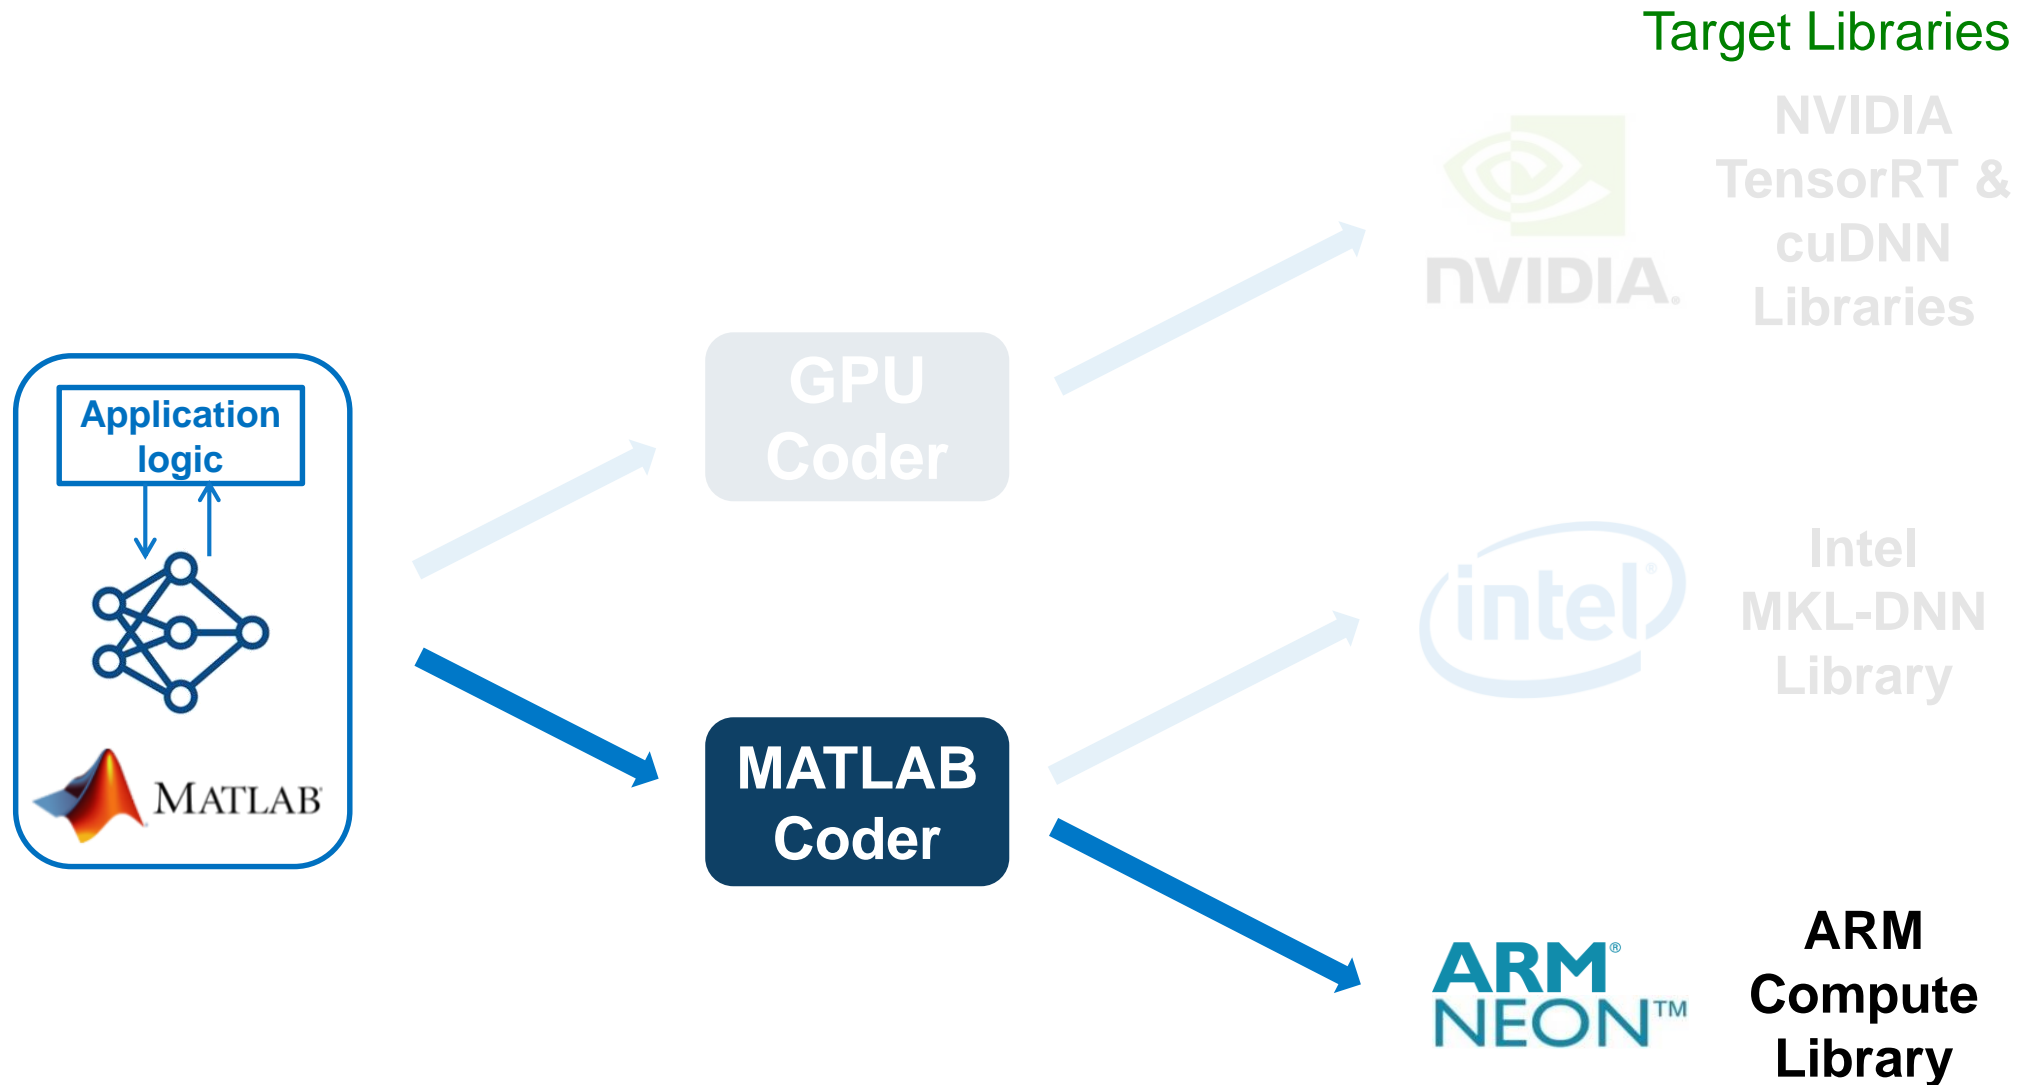 Target Libraries
NVIDIA
TensorRT &
cuDNN
Libraries
NVIDIA.
GPU
Coder
Application
logic
MATLAB®
MATLAB
Coder
intel®
Intel
MKL-DNN
Library
ARM®
NEON™
ARM
Compute
Library